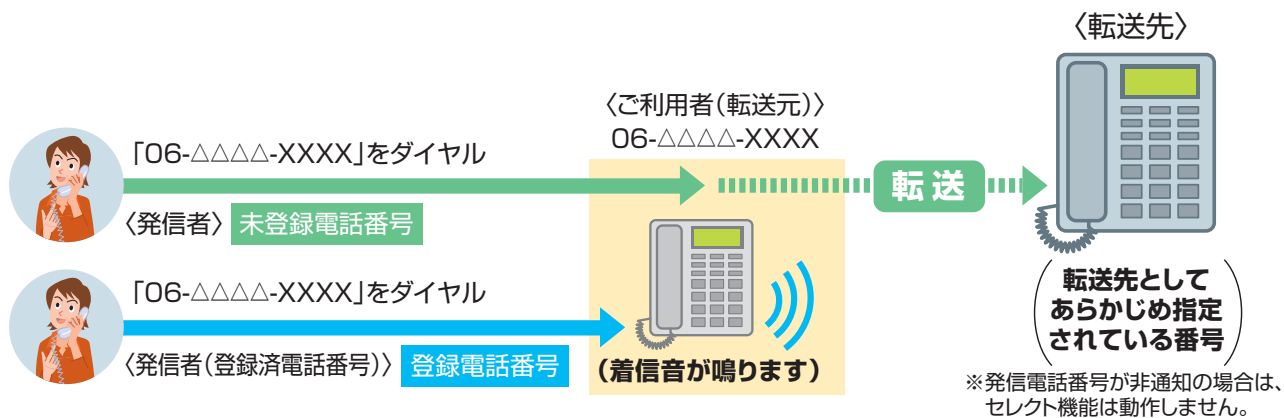 〈転送先〉
〈ご利用者（転送元）〉
06-△△△△-XXXX
「06-△△△△-XXXX」をダイヤル
転送
〈発信者〉 未登録電話番号
「06-△△△△-XXXX」をダイヤル
〈発信者（登録済電話番号）〉 登録電話番号
（着信音が鳴ります）
（転送先として
あらかじめ指定
されている番号）
※発信電話番号が非通知の場合は、
セレクト機能は動作しません。